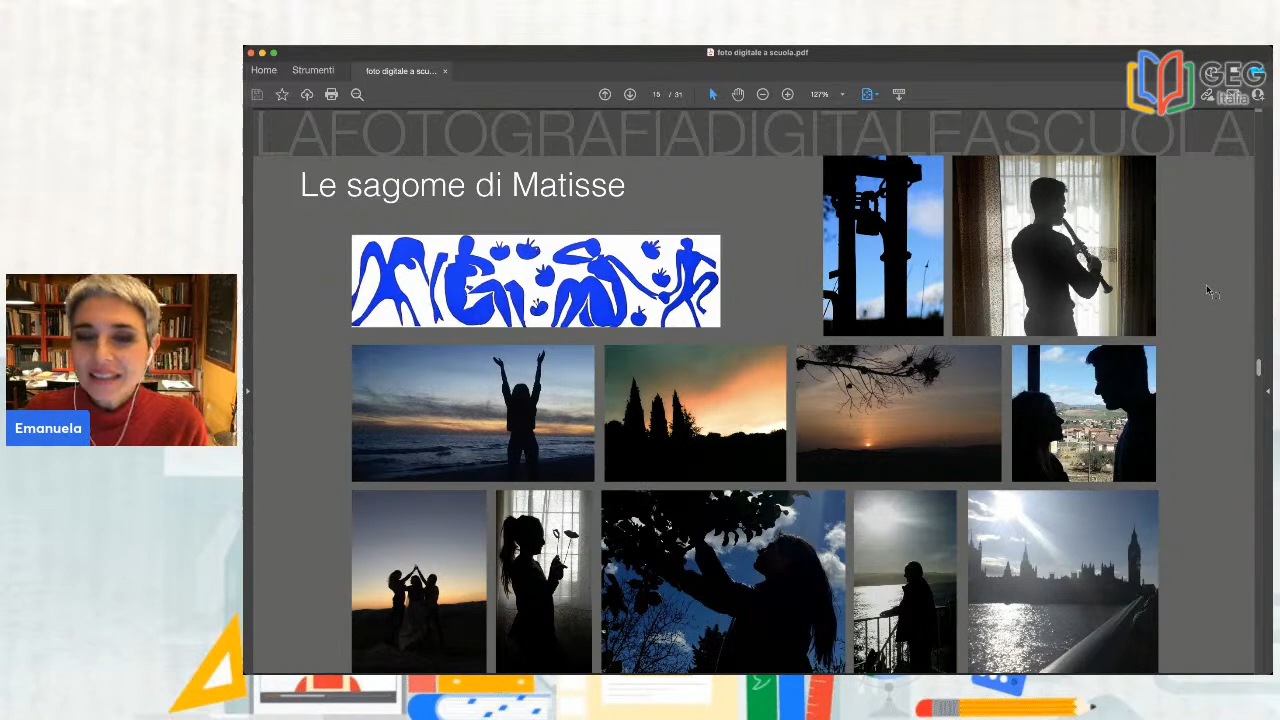 foto digitale a scuola.pdf
Home
Strumenti
foto digitale a scu... ×
15 / 31
127%
GEG
Italia
LAFOTOGRAFIADIGITALEASCUOLA
Le sagome di Matisse
Emanuela